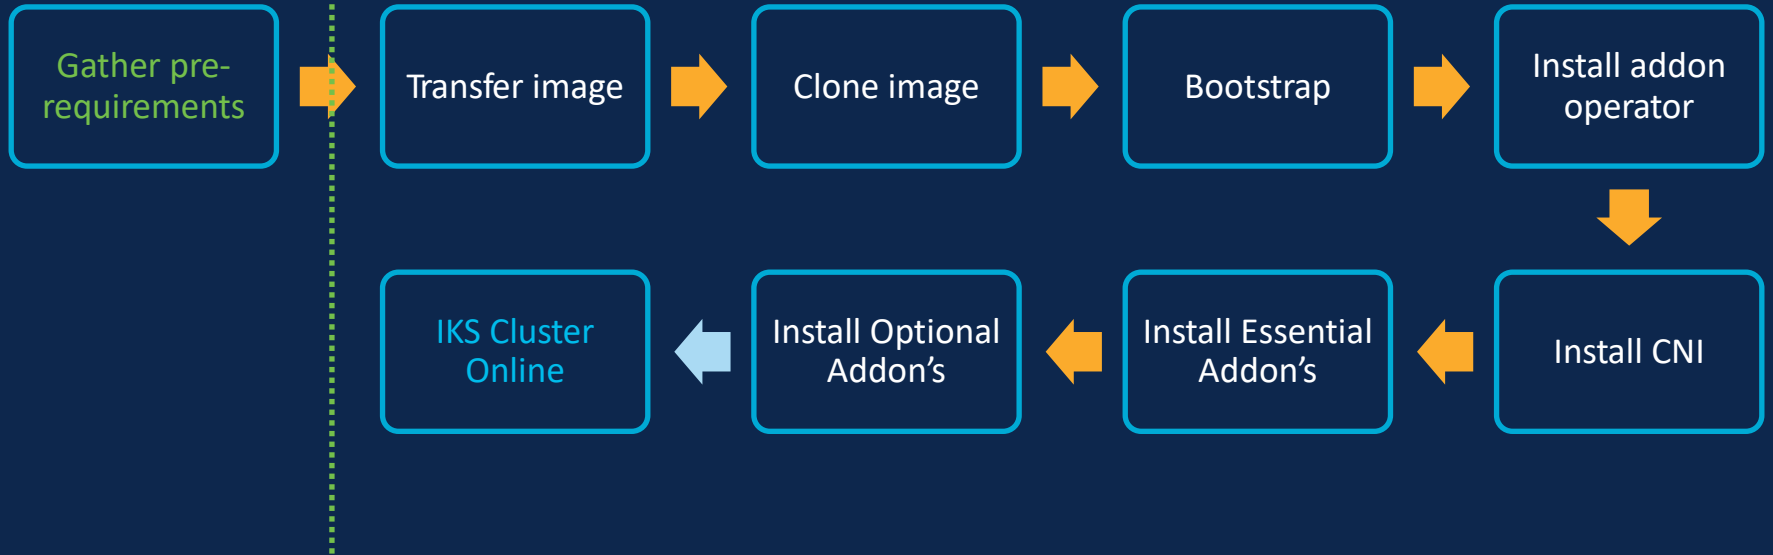 Gather pre-
requirements
Transfer image
Clone image
Bootstrap
Install addon
operator
Install CNI
Install Essential
Addon’s
Install Optional
Addon’s
IKS Cluster
Online